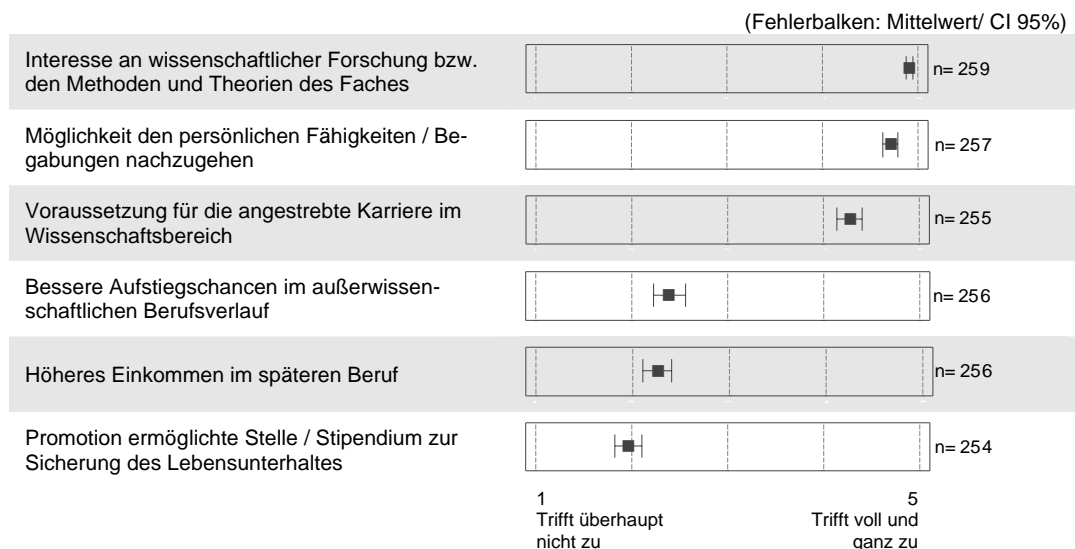 (Fehlerbalken: Mittelwert/ CI 95%)
Interesse an wissenschaftlicher Forschung bzw.
den Methoden und Theorien des Faches
n= 259
Möglichkeit den persönlichen Fähigkeiten / Be-
gabungen nachzugehen
n= 257
Voraussetzung für die angestrebte Karriere im
Wissenschaftsbereich
n= 255
Bessere Aufstiegschancen im außerwissen-
schaftlichen Berufsverlauf
n= 256
Höheres Einkommen im späteren Beruf
n= 256
Promotion ermöglichte Stelle / Stipendium zur
Sicherung des Lebensunterhaltes
n= 254
1 5
Trifft überhaupt Trifft voll und
nicht zu ganz zu